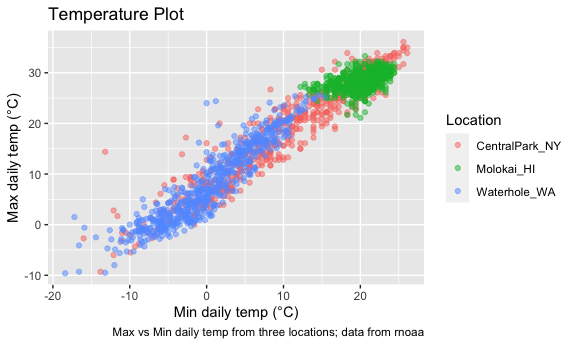 Temperature Plot
Max daily temp (°C)
30
20
10
0
-10
-20
-10
0
10
20
Min daily temp (°C)
Location
CentralPark_NY
Molokai_HI
Waterhole_WA
Max vs Min daily temp from three locations; data from rnoaa